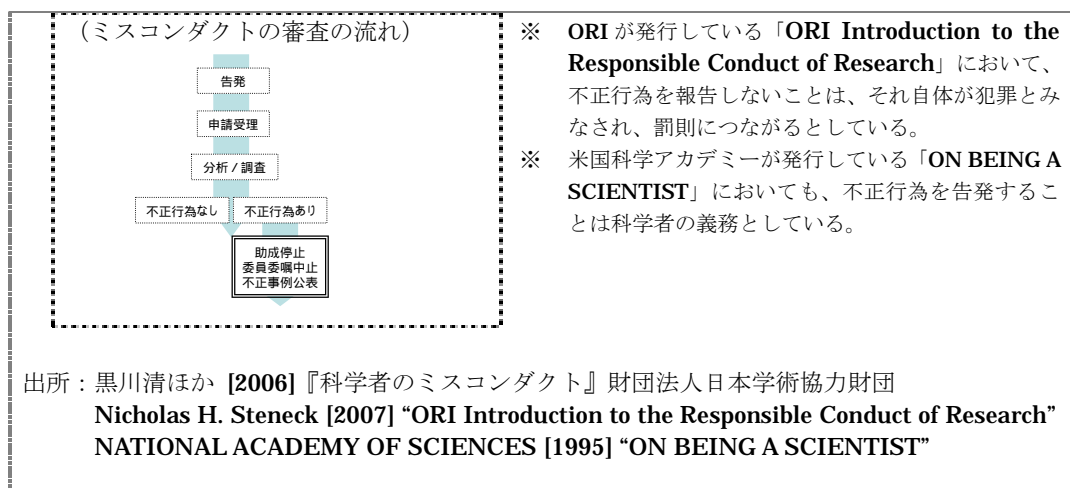 (ミスコンダクトの審査の流れ)
告発
申請受理
分析 / 調査
不正行為なし
不正行為あり
助成停止
委員委嘱中止
不正事例公表
※ ORI が発行している「ORI Introduction to the
Responsible Conduct of Research」において、
不正行為を報告しないことは、それ自体が犯罪とみ
なされ、罰則につながるとしている。
※ 米国科学アカデミーが発行している「ON BEING A
SCIENTIST」においても、不正行為を告発するこ
とは科学者の義務としている。
出所：黒川清ほか [2006]『科学者のミスコンダクト』財団法人日本学術協力財団
Nicholas H. Steneck [2007] “ORI Introduction to the Responsible Conduct of Research”
NATIONAL ACADEMY OF SCIENCES [1995] “ON BEING A SCIENTIST”